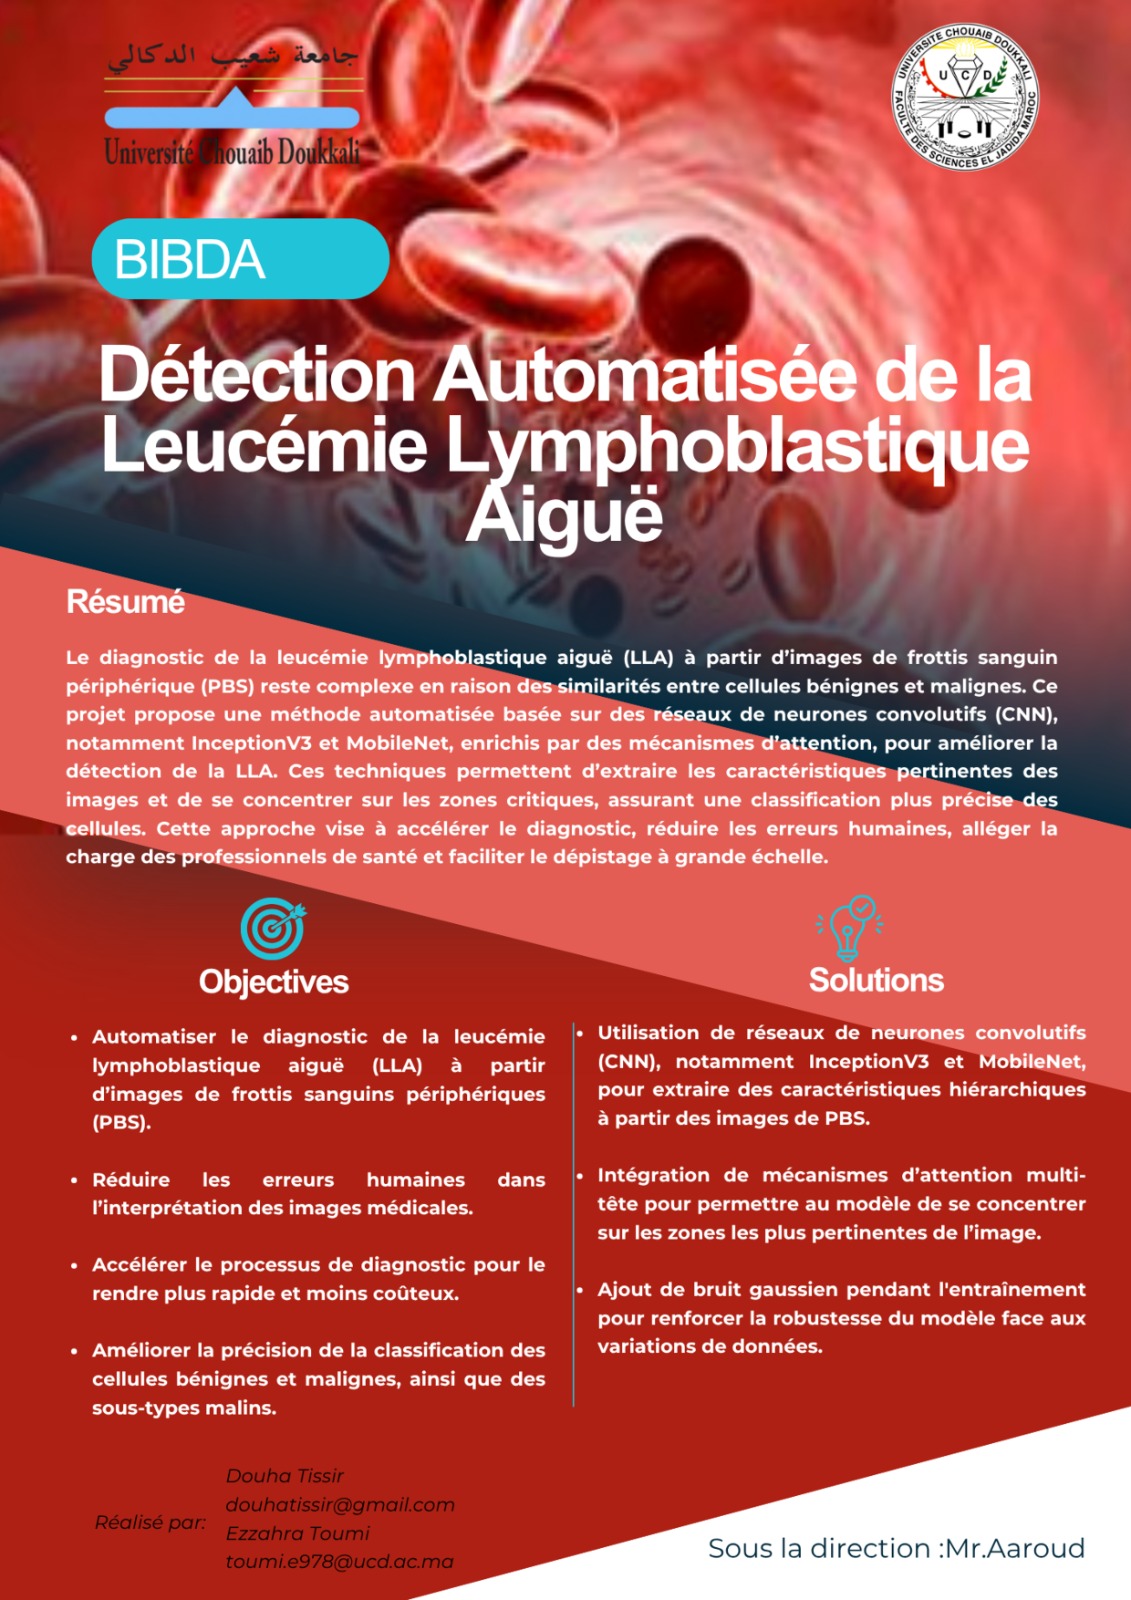 جامعة شعيب الدكالي
Université Chouaib Doukkali
UNIVERSITE CHOUAIB DOUKKALI
U C D
FACULTE DES SCIENCES EL JADIDA MAROC
BIBDA
Détection Automatisée de la
Leucémie Lymphoblastique
Aiguë
Résumé
Le diagnostic de la leucémie lymphoblastique aiguë (LLA) à partir d’images de frottis sanguin
périphérique (PBS) reste complexe en raison des similarités entre cellules bénignes et malignes. Ce
projet propose une méthode automatisée basée sur des réseaux de neurones convolutifs (CNN),
notamment InceptionV3 et MobileNet, enrichis par des mécanismes d’attention, pour améliorer la
détection de la LLA. Ces techniques permettent d’extraire les caractéristiques pertinentes des
images et de se concentrer sur les zones critiques, assurant une classification plus précise des
cellules. Cette approche vise à accélérer le diagnostic, réduire les erreurs humaines, alléger la
charge des professionnels de santé et faciliter le dépistage à grande échelle.
Objectives
• Automatiser le diagnostic de la leucémie
lymphoblastique aiguë (LLA) à partir
d’images de frottis sanguins périphériques
(PBS).
• Réduire les erreurs humaines dans
l’interprétation des images médicales.
• Accélérer le processus de diagnostic pour le
rendre plus rapide et moins coûteux.
• Améliorer la précision de la classification des
cellules bénignes et malignes, ainsi que des
sous-types malins.
Solutions
• Utilisation de réseaux de neurones convolutifs
(CNN), notamment InceptionV3 et MobileNet,
pour extraire des caractéristiques hiérarchiques
à partir des images de PBS.
• Intégration de mécanismes d’attention multi-
tête pour permettre au modèle de se concentrer
sur les zones les plus pertinentes de l’image.
• Ajout de bruit gaussien pendant l'entraînement
pour renforcer la robustesse du modèle face aux
variations de données.
Réalisé par:
Douha Tissir
douhatissir@gmail.com
Ezzahra Toumi
toumi.e978@ucd.ac.ma
Sous la direction :Mr.Aaroud